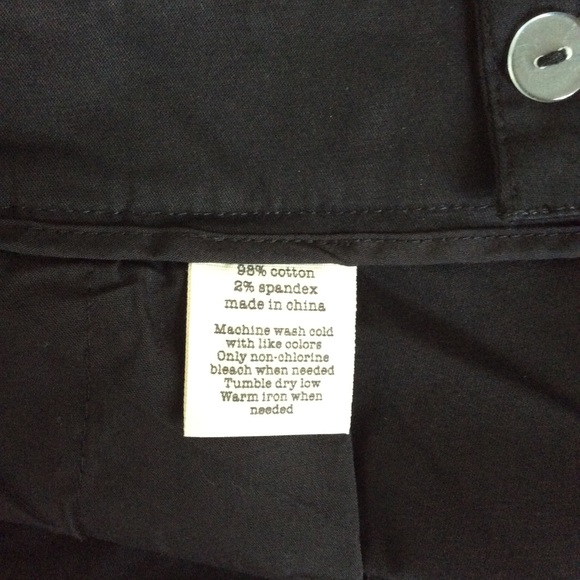 98% cotton
2% spandex
made in china
Machine wash cold
with like colors
Only non-chlorine
bleach when needed
Tumble dry low
Warm iron when
needed